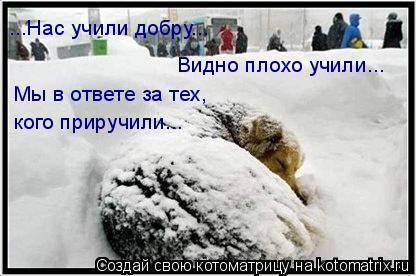 ...Нас учили добру...
Видно плохо учили...
Мы в ответе за тех,
кого приручили...
Создай свою котоматрицу на kotomatrix.ru